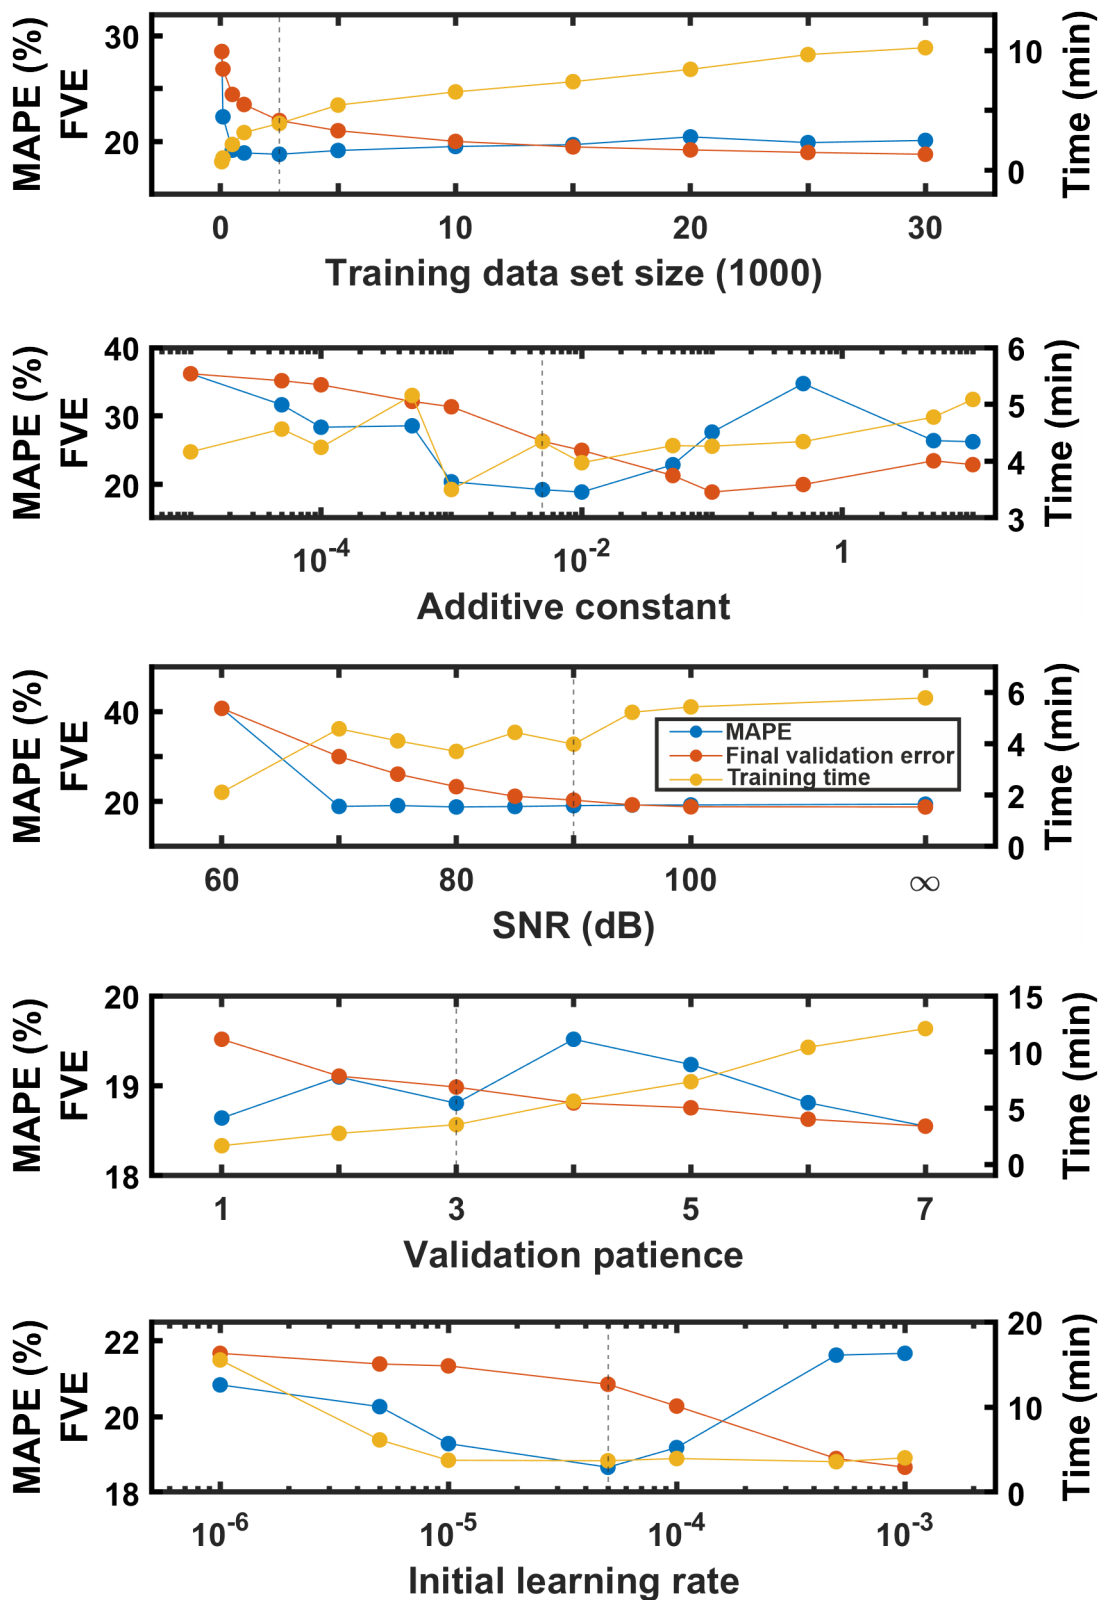 MAPE (%)
FVE
30
20
10
0
Time (min)
0
10
20
30
Training data set size (1000)
MAPE (%)
FVE
40
30
20
6
5
4
3
Time (min)
10^-4
10^-2
1
Additive constant
MAPE (%)
FVE
40
20
6
4
2
0
Time (min)
MAPE
Final validation error
Training time
60
80
100
∞
SNR (dB)
MAPE (%)
FVE
20
19
18
15
10
5
0
Time (min)
1
3
5
7
Validation patience
MAPE (%)
FVE
22
20
18
20
10
0
Time (min)
10^-6
10^-5
10^-4
10^-3
Initial learning rate